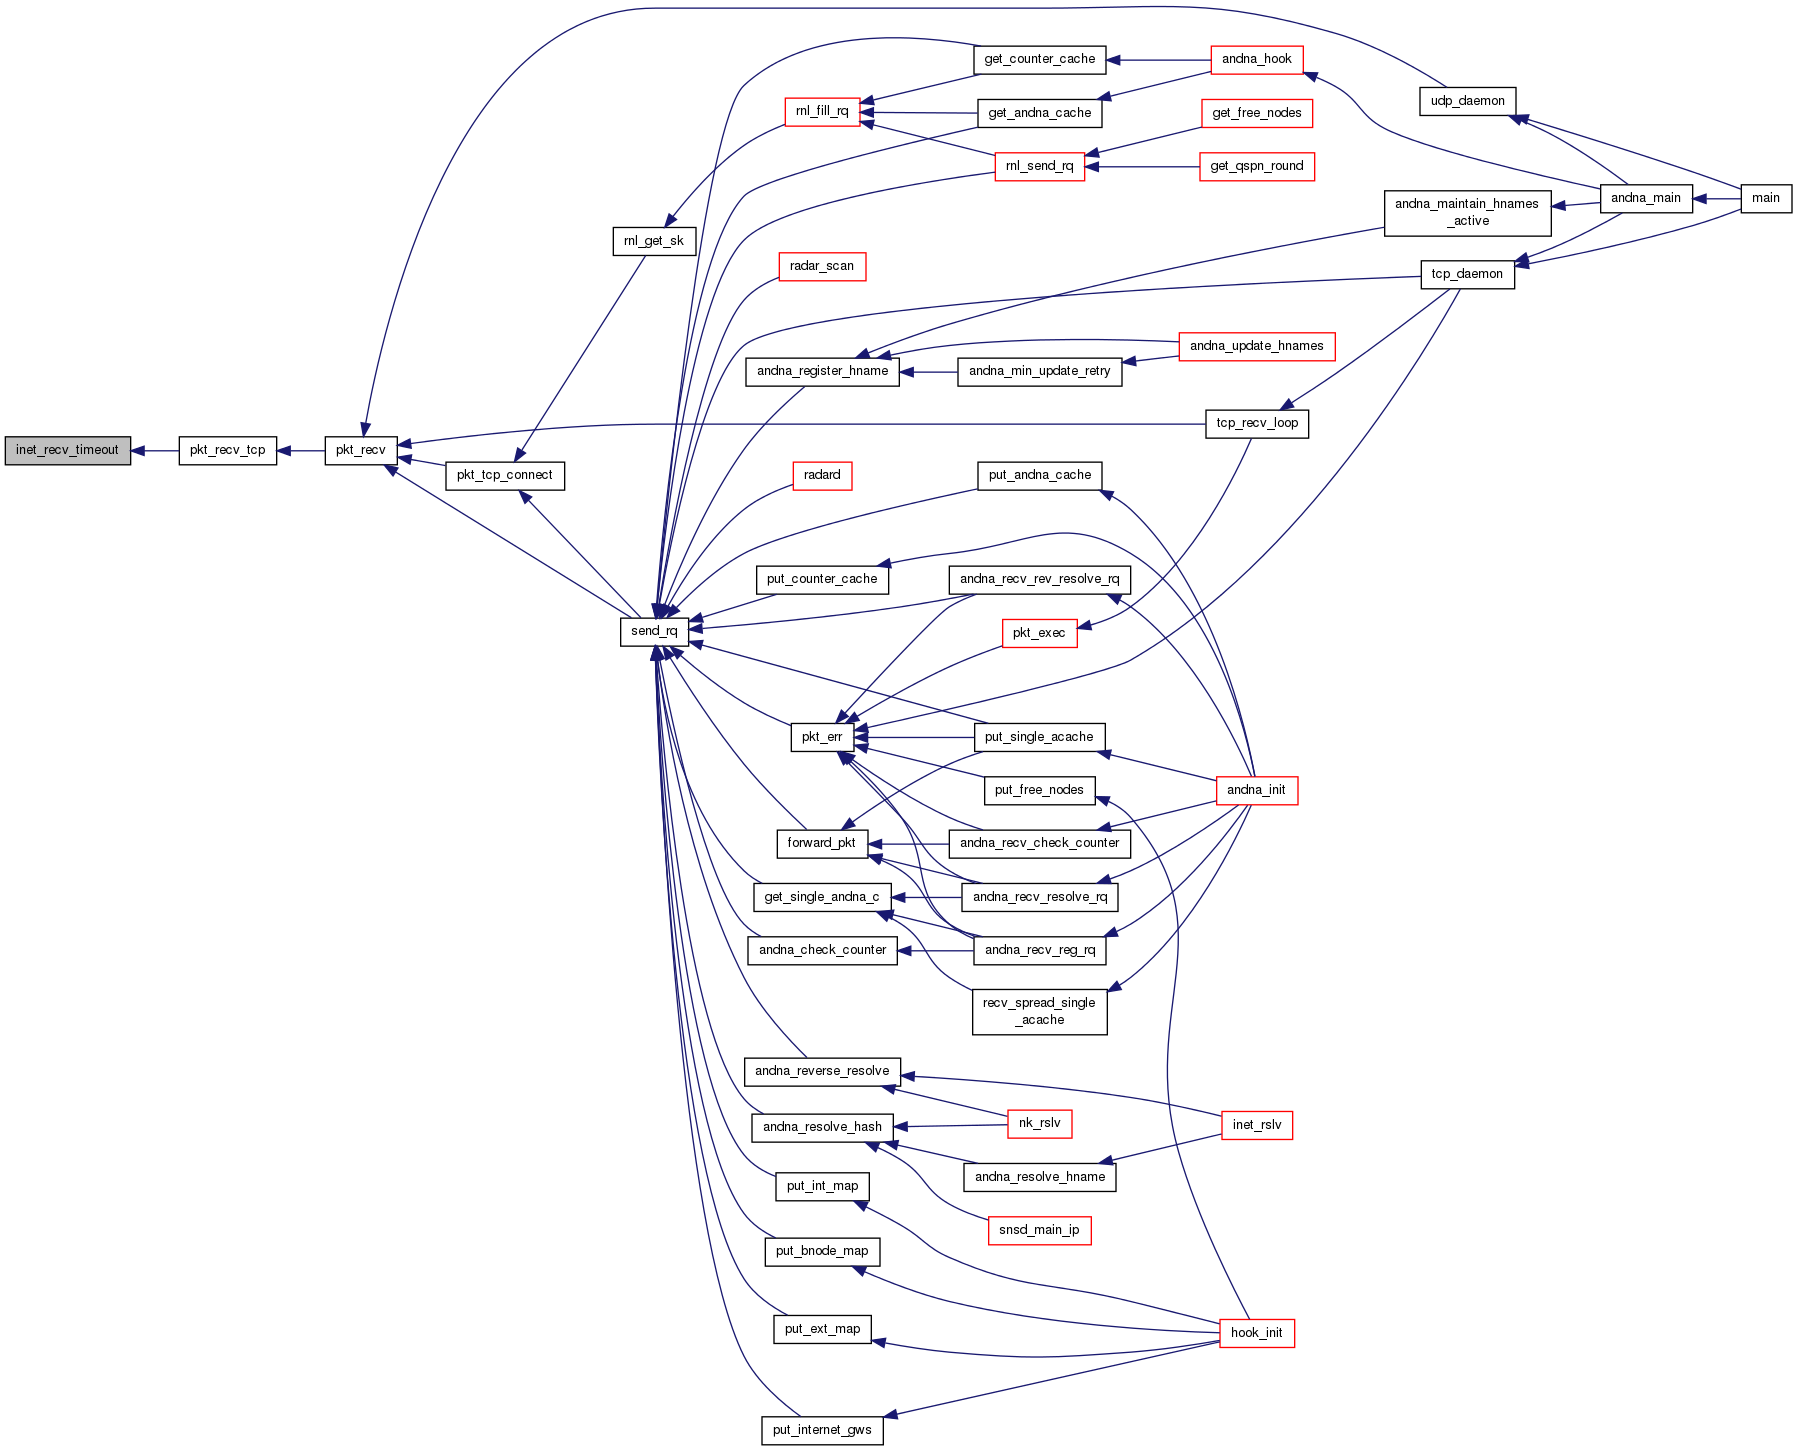 inet_recv_timeout
pkt_recv_tcp
pkt_recv
pkt_tcp_connect
rnl_get_sk
send_rq
rnl_fill_rq
radar_scan
andna_register_hname
radard
put_counter_cache
pkt_err
forward_pkt
get_single_andna_c
andna_check_counter
andna_reverse_resolve
andna_resolve_hash
put_int_map
put_bnode_map
put_ext_map
put_internet_gws
get_counter_cache
get_andna_cache
rnl_send_rq
andna_min_update_retry
put_andna_cache
andna_recv_rev_resolve_rq
pkt_exec
put_single_acache
put_free_nodes
andna_recv_check_counter
andna_recv_resolve_rq
andna_recv_reg_rq
recv_spread_single
_acache
nk_rslv
andna_resolve_hname
snsd_main_ip
andna_hook
get_free_nodes
get_qspn_round
andna_update_hnames
tcp_recv_loop
andna_init
inet_rslv
hook_init
udp_daemon
andna_maintain_hnames
_active
tcp_daemon
andna_main
main